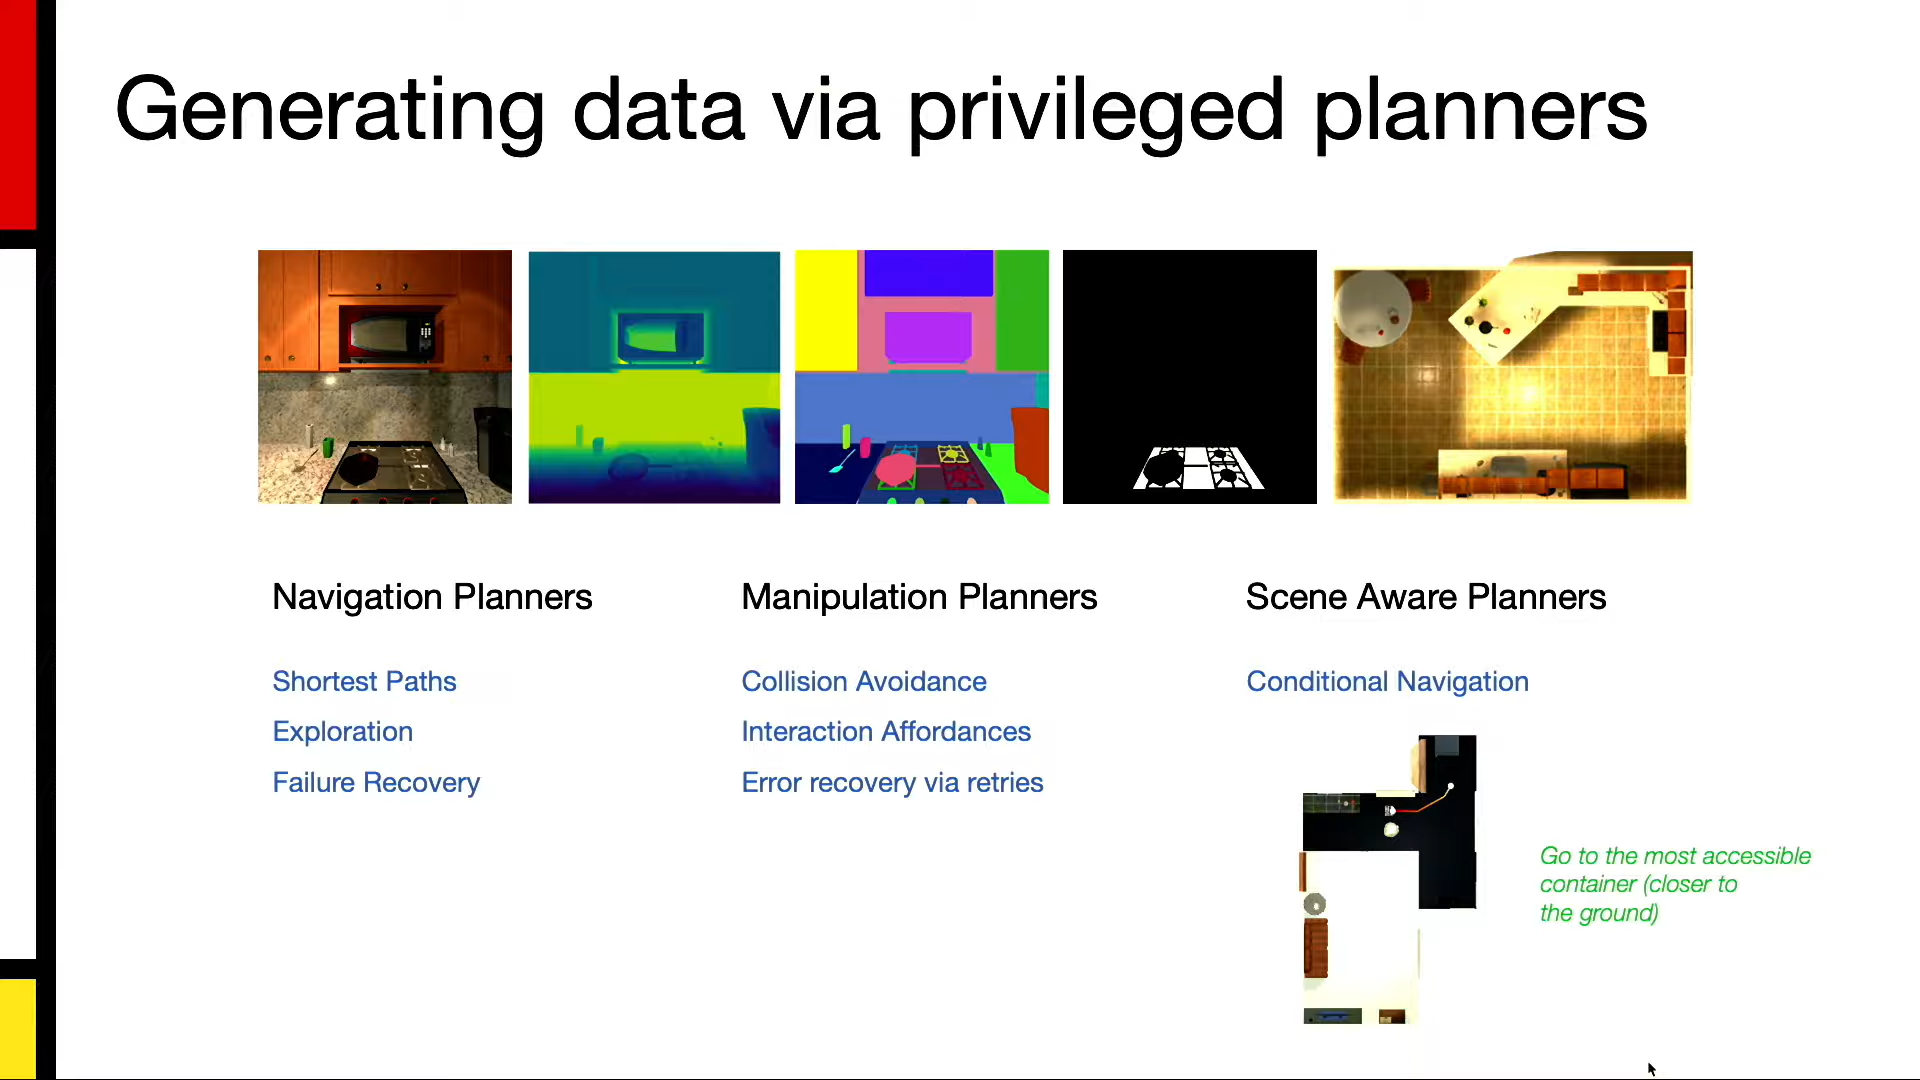 Generating data via privileged planners
Navigation Planners
Shortest Paths
Exploration
Failure Recovery
Manipulation Planners
Collision Avoidance
Interaction Affordances
Error recovery via retries
Scene Aware Planners
Conditional Navigation
Go to the most accessible
container (closer to
the ground)